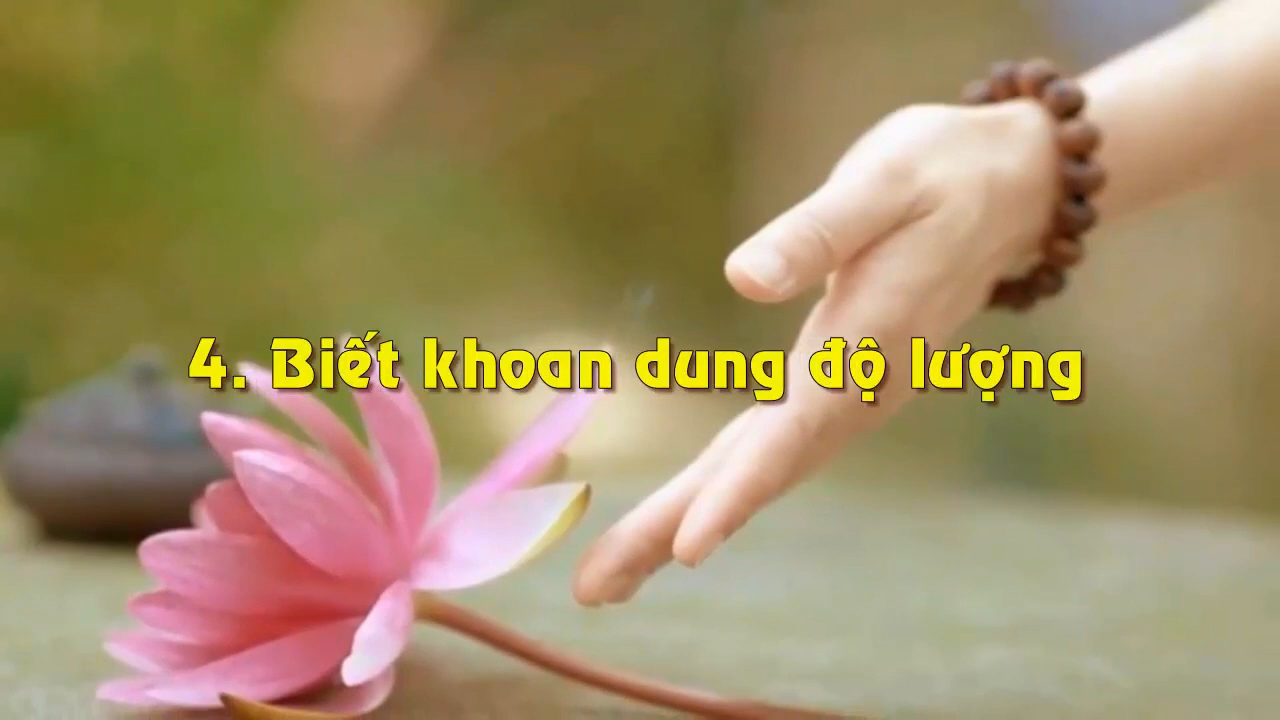 4. Biết khoan dung độ lượng